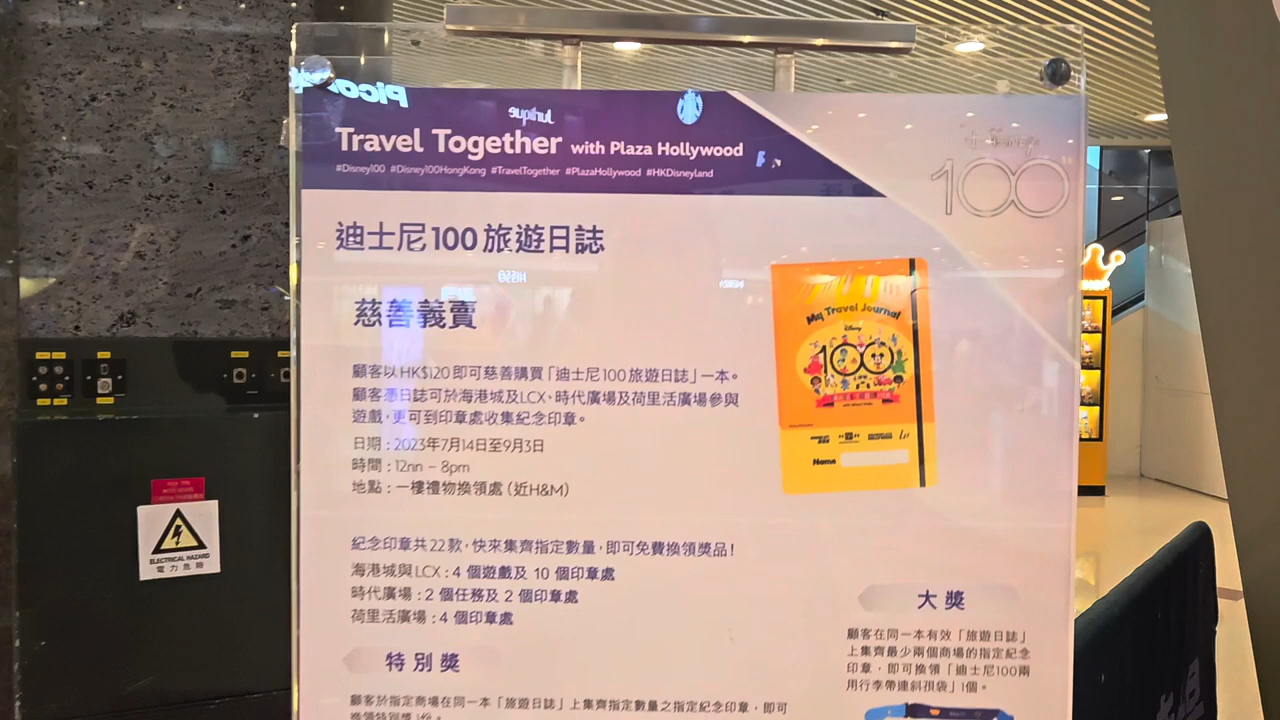 Travel Together with Plaza Hollywood
#Disney100 #Disney100HongKong #TravelTogether #PlazaHollywood #HKDisneyland
Disney
100
迪士尼100旅遊日誌
慈善義賣
顧客以HK$120即可慈善購買「迪士尼100旅遊日誌」一本。
顧客憑日誌可於海港城及LCX、時代廣場及荷里活廣場參與
遊戲，更可到印章處收集紀念印章。
日期：2023年7月14日至9月3日
時間：12nn – 8pm
地點：一樓禮物換領處（近H&M）
My Travel Journal
Disney
100
Name
紀念印章共22款，快來集齊指定數量，即可免費換領獎品！
海港城與LCX：4 個遊戲及 10 個印章處
時代廣場：2 個任務及 2 個印章處
荷里活廣場：4 個印章處
特別獎
顧客於指定商場在同一本「旅遊日誌」上集齊指定數量之指定紀念印章，即可
換領特別獎
大獎
顧客在同一本有效「旅遊日誌」
上集齊最少兩個商場的指定紀念
印章，即可換領「迪士尼100兩
用行李帶連斜孭袋」1個。
ELECTRICAL HAZARD
電力危險